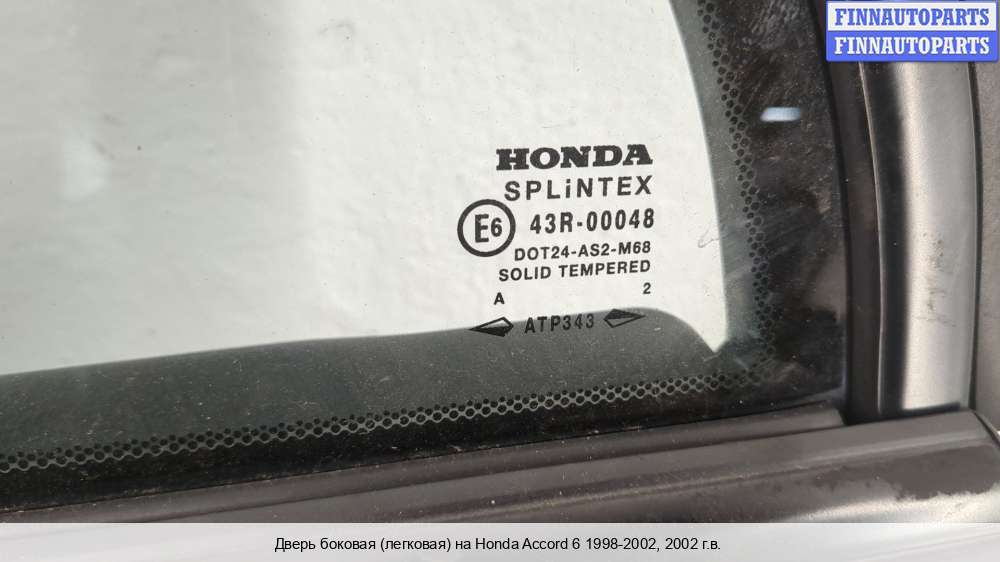 FINNAUTOPARTS
FINNAUTOPARTS
HONDA
SPLiNTEX
E6 43R-00048
DOT24-AS2-M68
SOLID TEMPERED
A 2
ATP343
Дверь боковая (легковая) на Honda Accord 6 1998-2002, 2002 г.в.